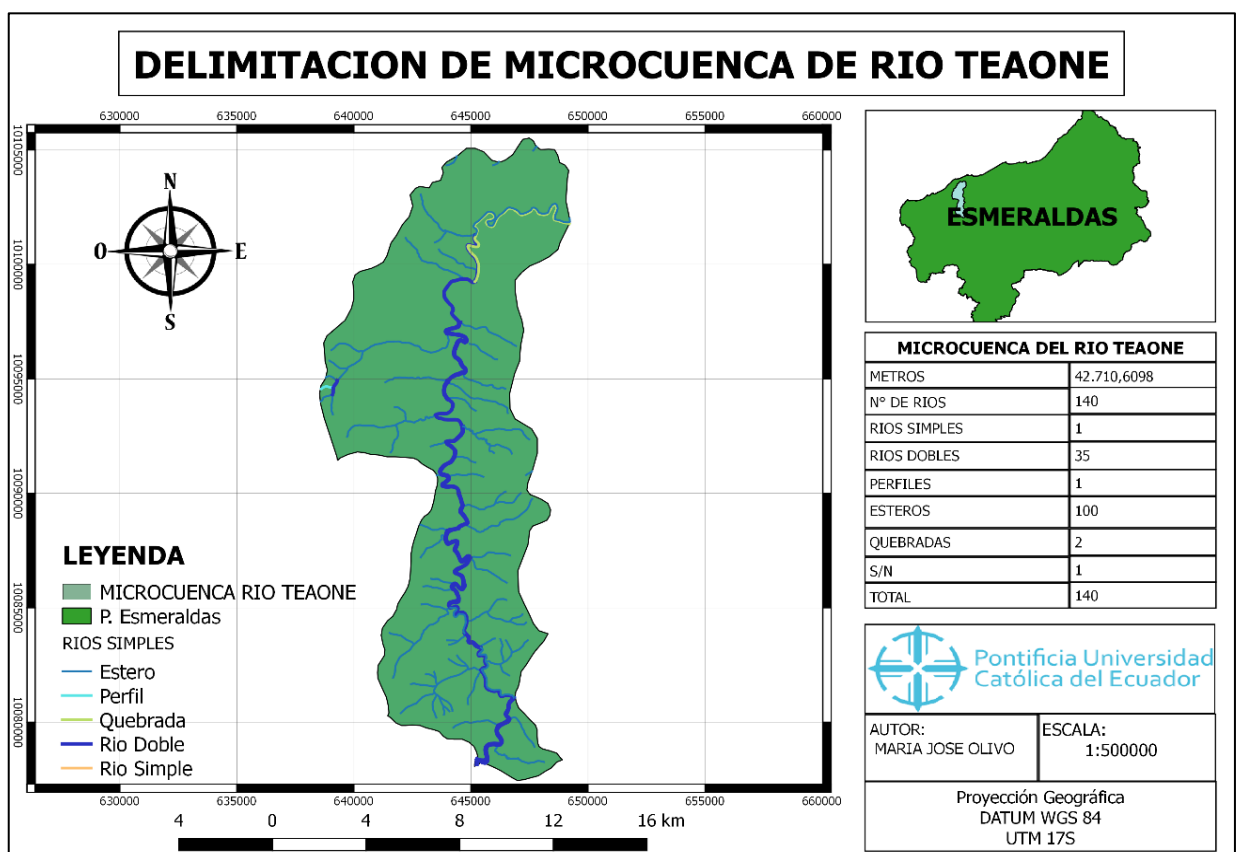 DELIMITACION DE MICROCUENCA DE RIO TEAONE
630000 635000 640000 645000 650000 655000 660000
10105000
10100000
10095000
10090000
10085000
10080000
N
O
E
S
LEYENDA
MICROCUENCA RIO TEAONE
P. Esmeraldas
RIOS SIMPLES
Estero
Perfil
Quebrada
Rio Doble
Rio Simple
630000 635000 640000 645000 650000 655000 660000
4 0 4 8 12 16 km
ESMERALDAS
MICROCUENCA DEL RIO TEAONE
METROS 42.710,6098
N° DE RIOS 140
RIOS SIMPLES 1
RIOS DOBLES 35
PERFILES 1
ESTEROS 100
QUEBRADAS 2
S/N 1
TOTAL 140
Pontificia Universidad
Católica del Ecuador
AUTOR:
MARIA JOSE OLIVO
ESCALA:
1:500000
Proyección Geográfica
DATUM WGS 84
UTM 17S